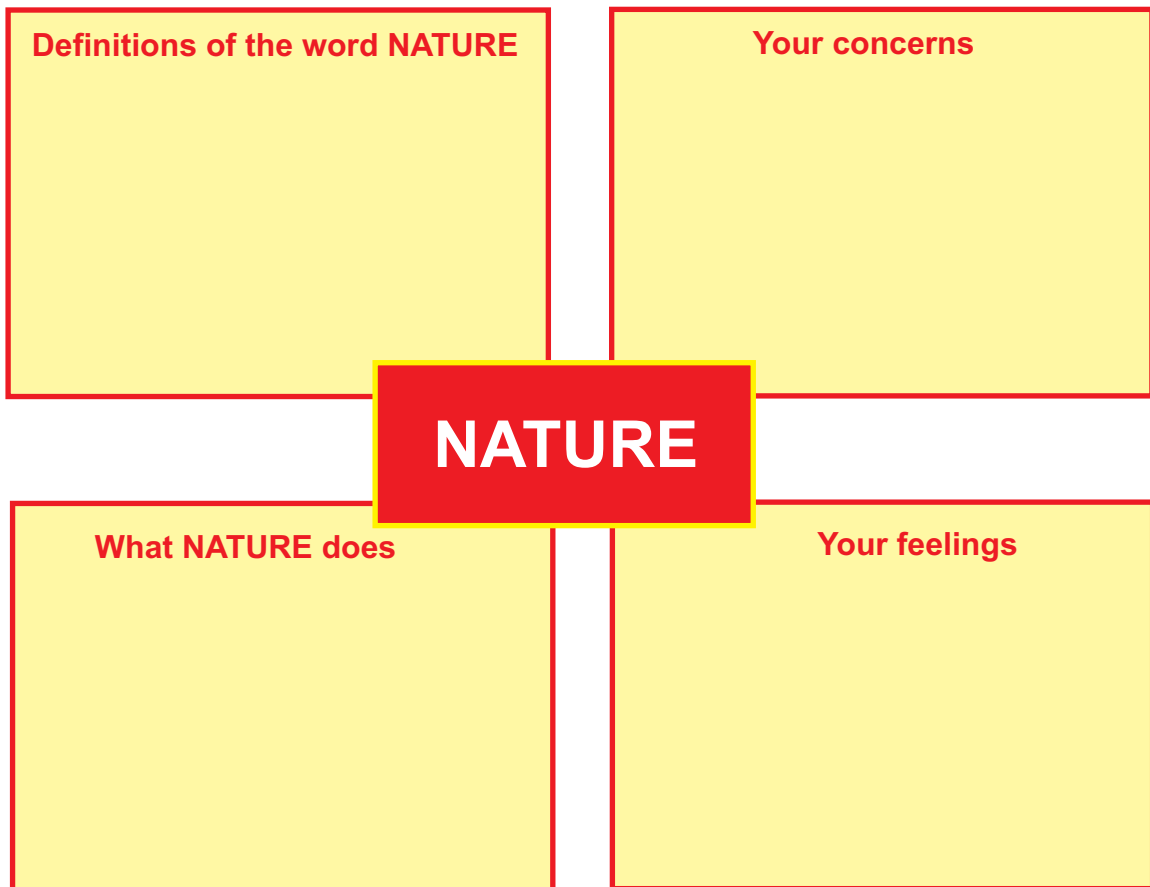 Definitions of the word NATURE
Your concerns
NATURE
What NATURE does
Your feelings